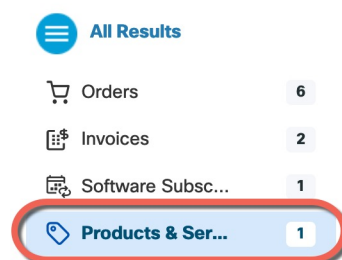 All Results
Orders 6
Invoices 2
Software Subsc... 1
Products & Ser... 1